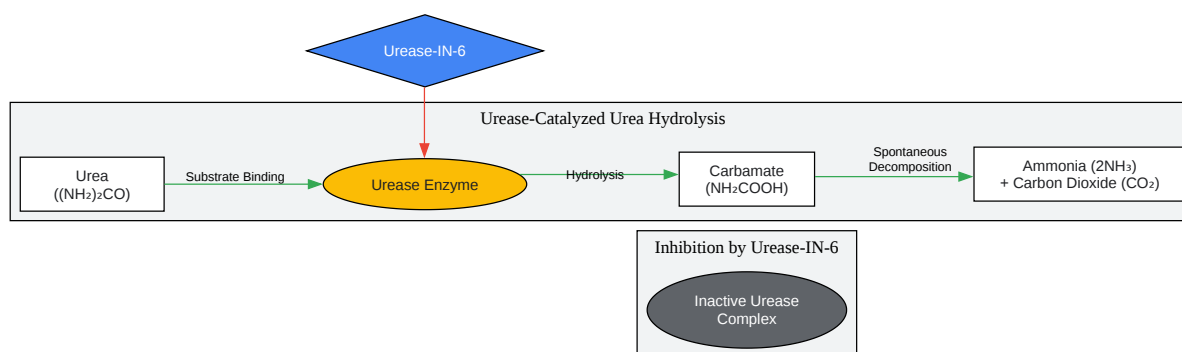 Urease-IN-6
Urease-Catalyzed Urea Hydrolysis
Urea
((NH₂)₂CO)
Substrate Binding
Urease Enzyme
Hydrolysis
Carbamate
(NH₂COOH)
Spontaneous
Decomposition
Ammonia (2NH₃)
+ Carbon Dioxide (CO₂)
Inhibition by Urease-IN-6
Inactive Urease
Complex